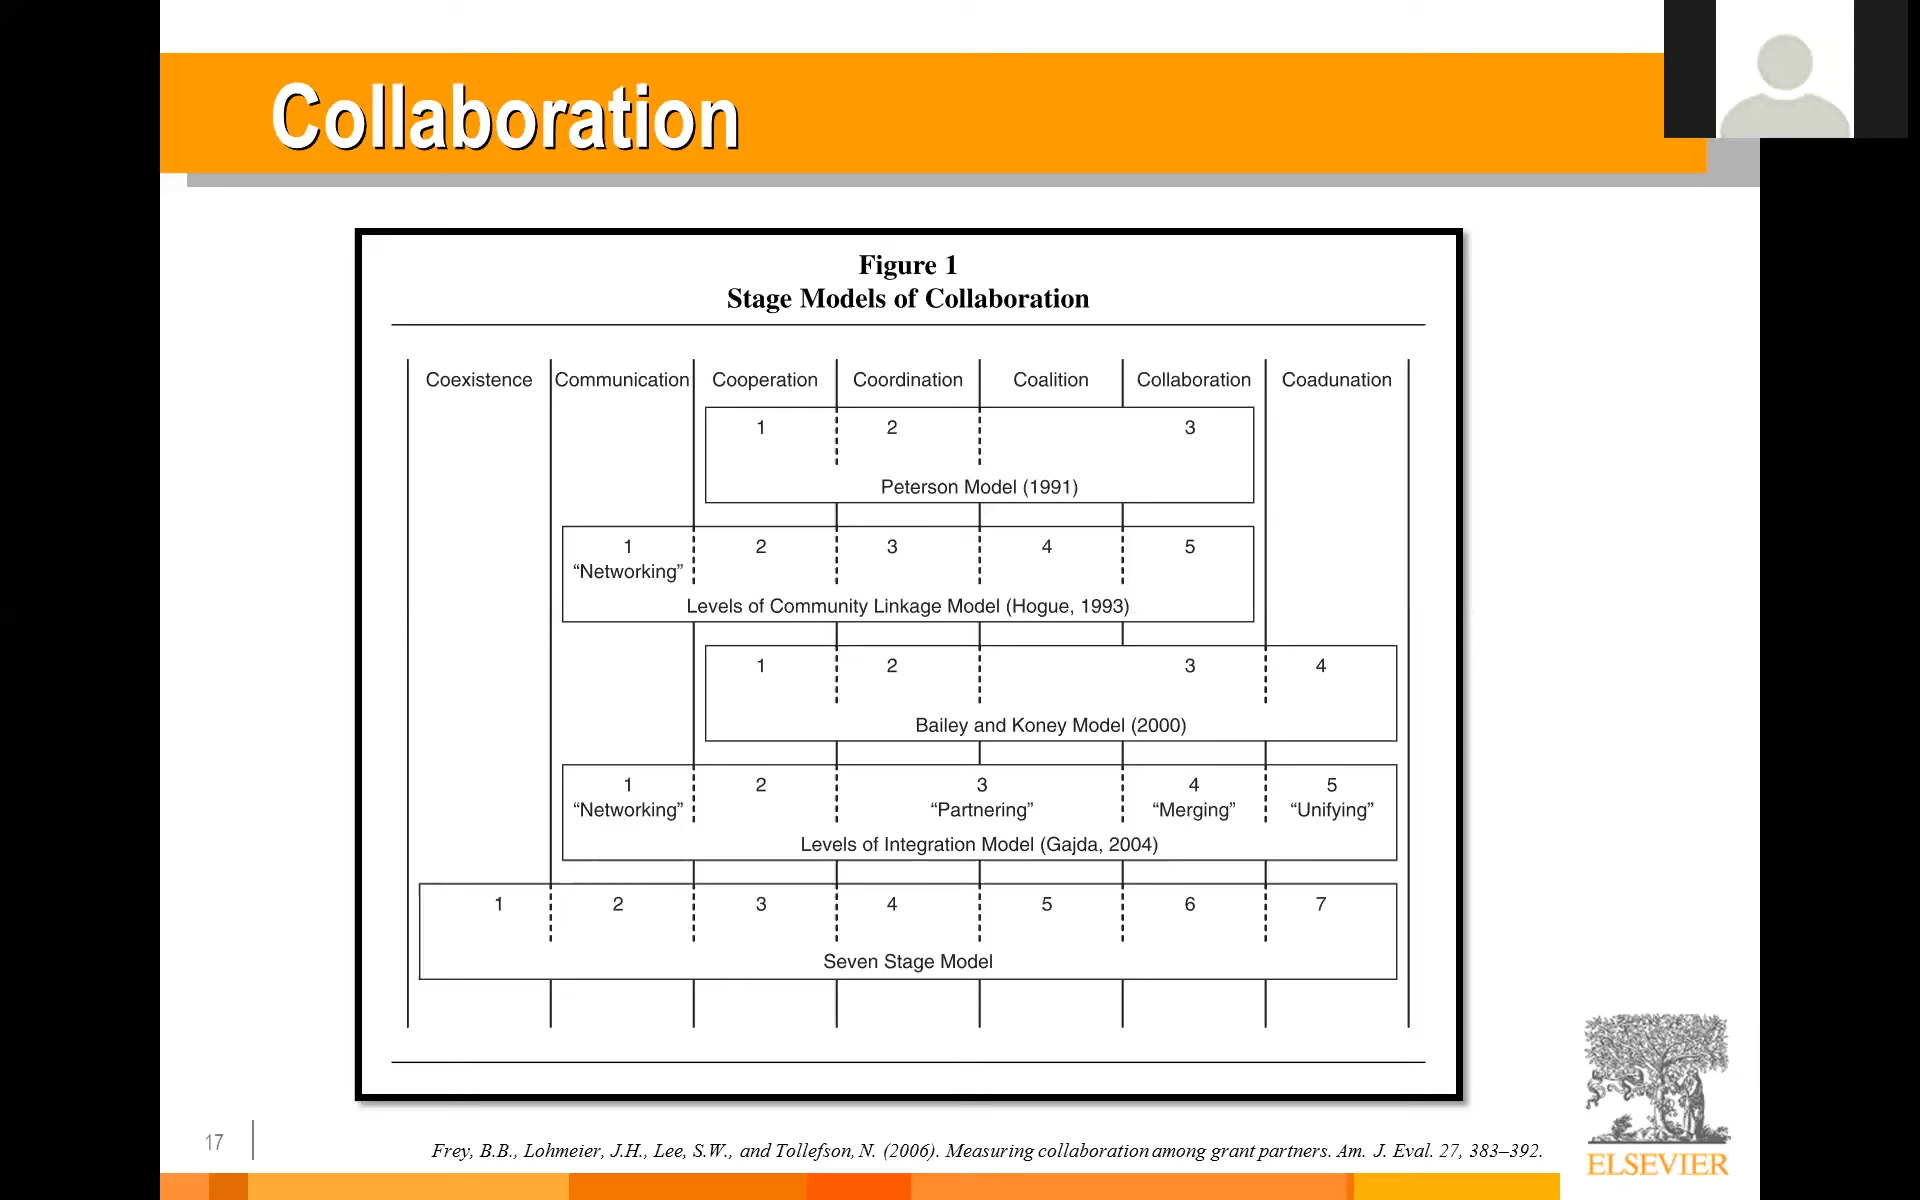 Collaboration
Figure 1
Stage Models of Collaboration
Coexistence Communication Cooperation Coordination Coalition Collaboration Coadunation
1 2 3
Peterson Model (1991)
1 2 3 4 5
“Networking”
Levels of Community Linkage Model (Hogue, 1993)
1 2 3 4
Bailey and Koney Model (2000)
1 2 3 4 5
“Networking” “Partnering” “Merging” “Unifying”
Levels of Integration Model (Gajda, 2004)
1 2 3 4 5 6 7
Seven Stage Model
17
Frey, B.B., Lohmeier, J.H., Lee, S.W., and Tollefson, N. (2006). Measuring collaboration among grant partners. Am. J. Eval. 27, 383–392.
ELSEVIER